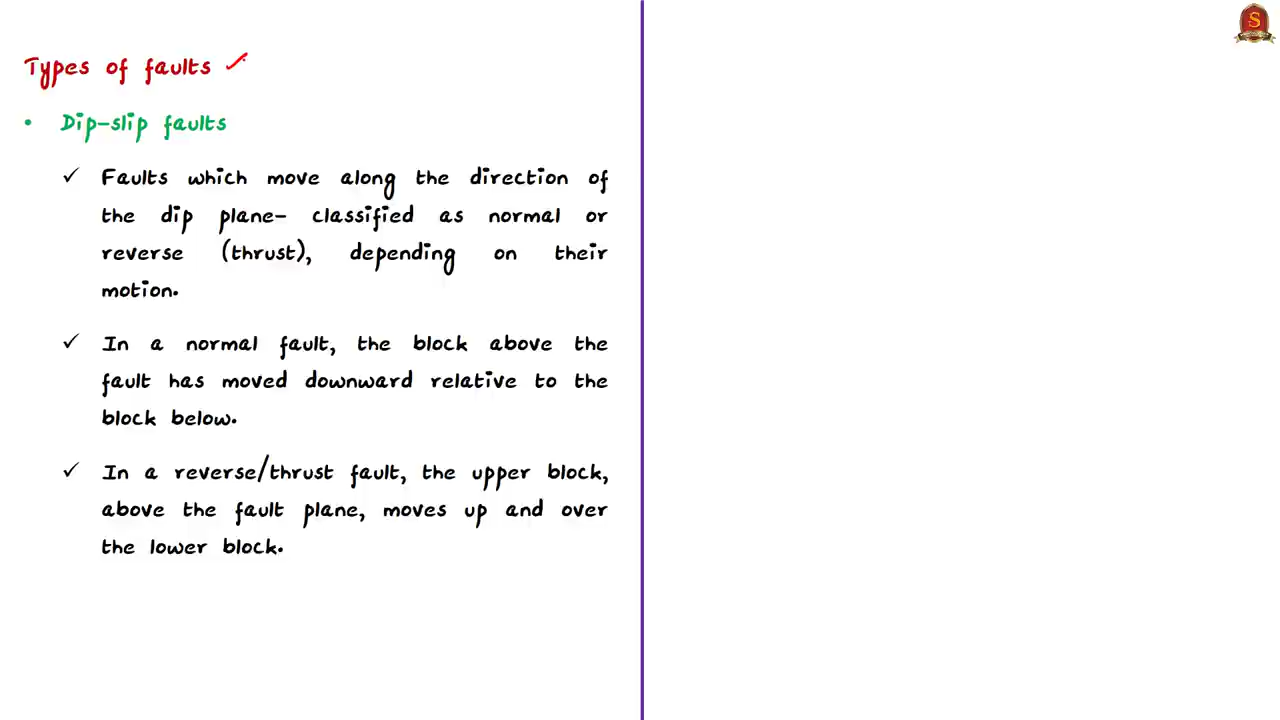 Types of faults
• Dip-slip faults
✓ Faults which move along the direction of
the dip plane- classified as normal or
reverse (thrust), depending on their
motion.
✓ In a normal fault, the block above the
fault has moved downward relative to the
block below.
✓ In a reverse/thrust fault, the upper block,
above the fault plane, moves up and over
the lower block.
S